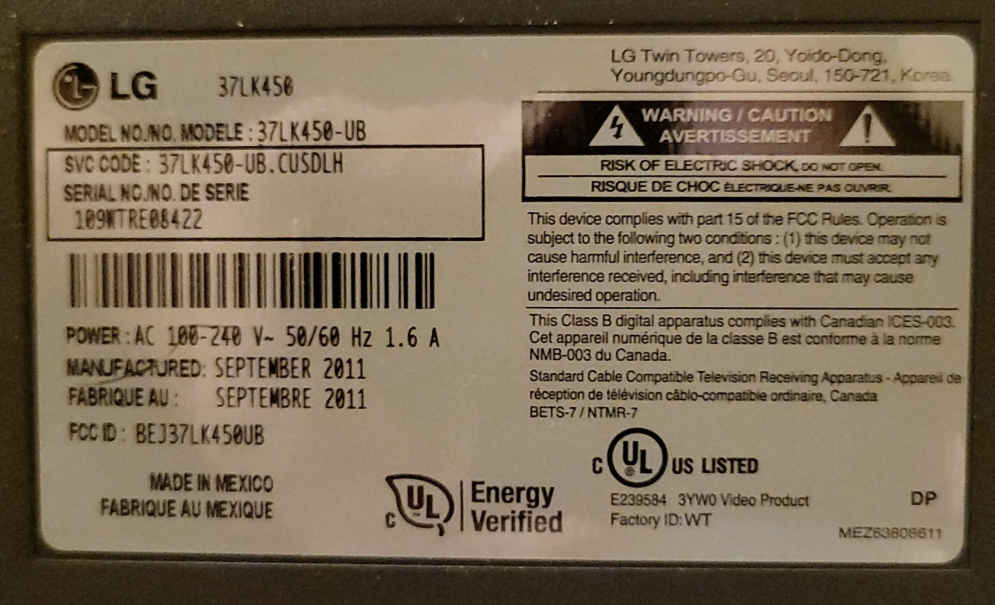 LG 37LK450
MODEL NO./NO. MODELE : 37LK450-UB
SVC CODE : 37LK450-UB.CUSDLH
SERIAL NO./NO. DE SERIE
109WTRE08422
POWER : AC 100-240 V~ 50/60 Hz 1.6 A
MANUFACTURED: SEPTEMBER 2011
FABRIQUE AU : SEPTEMBRE 2011
FCC ID : BEJ37LK450UB
MADE IN MEXICO
FABRIQUE AU MEXIQUE
C UL Energy
Verified
LG Twin Towers, 20, Yoido-Dong,
Youngdungpo-Gu, Seoul, 150-721, Korea.
WARNING / CAUTION
AVERTISSEMENT
RISK OF ELECTRIC SHOCK, DO NOT OPEN.
RISQUE DE CHOC ÉLECTRIQUE-NE PAS OUVRIR.
This device complies with part 15 of the FCC Rules. Operation is
subject to the following two conditions : (1) this device may not
cause harmful interference, and (2) this device must accept any
interference received, including interference that may cause
undesired operation.
This Class B digital apparatus complies with Canadian ICES-003.
Cet appareil numérique de la classe B est conforme à la norme
NMB-003 du Canada.
Standard Cable Compatible Television Receiving Apparatus - Appareil de
réception de télévision câblo-compatible ordinaire, Canada
BETS-7 / NTMR-7
C UL US LISTED
E239584 3YW0 Video Product DP
Factory ID: WT
MEZ63806611